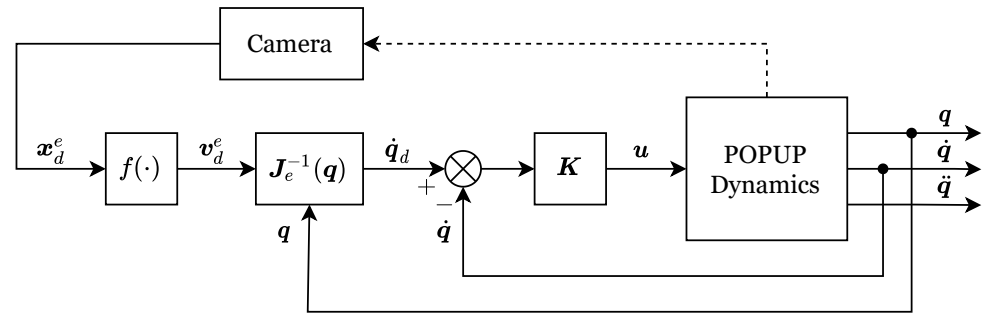 Camera
x_d^e
f(·)
v_d^e
J_e^{-1}(q)
q̇_d
+
−
K
u
POPUP
Dynamics
q
q̇
q̈
q
q̇